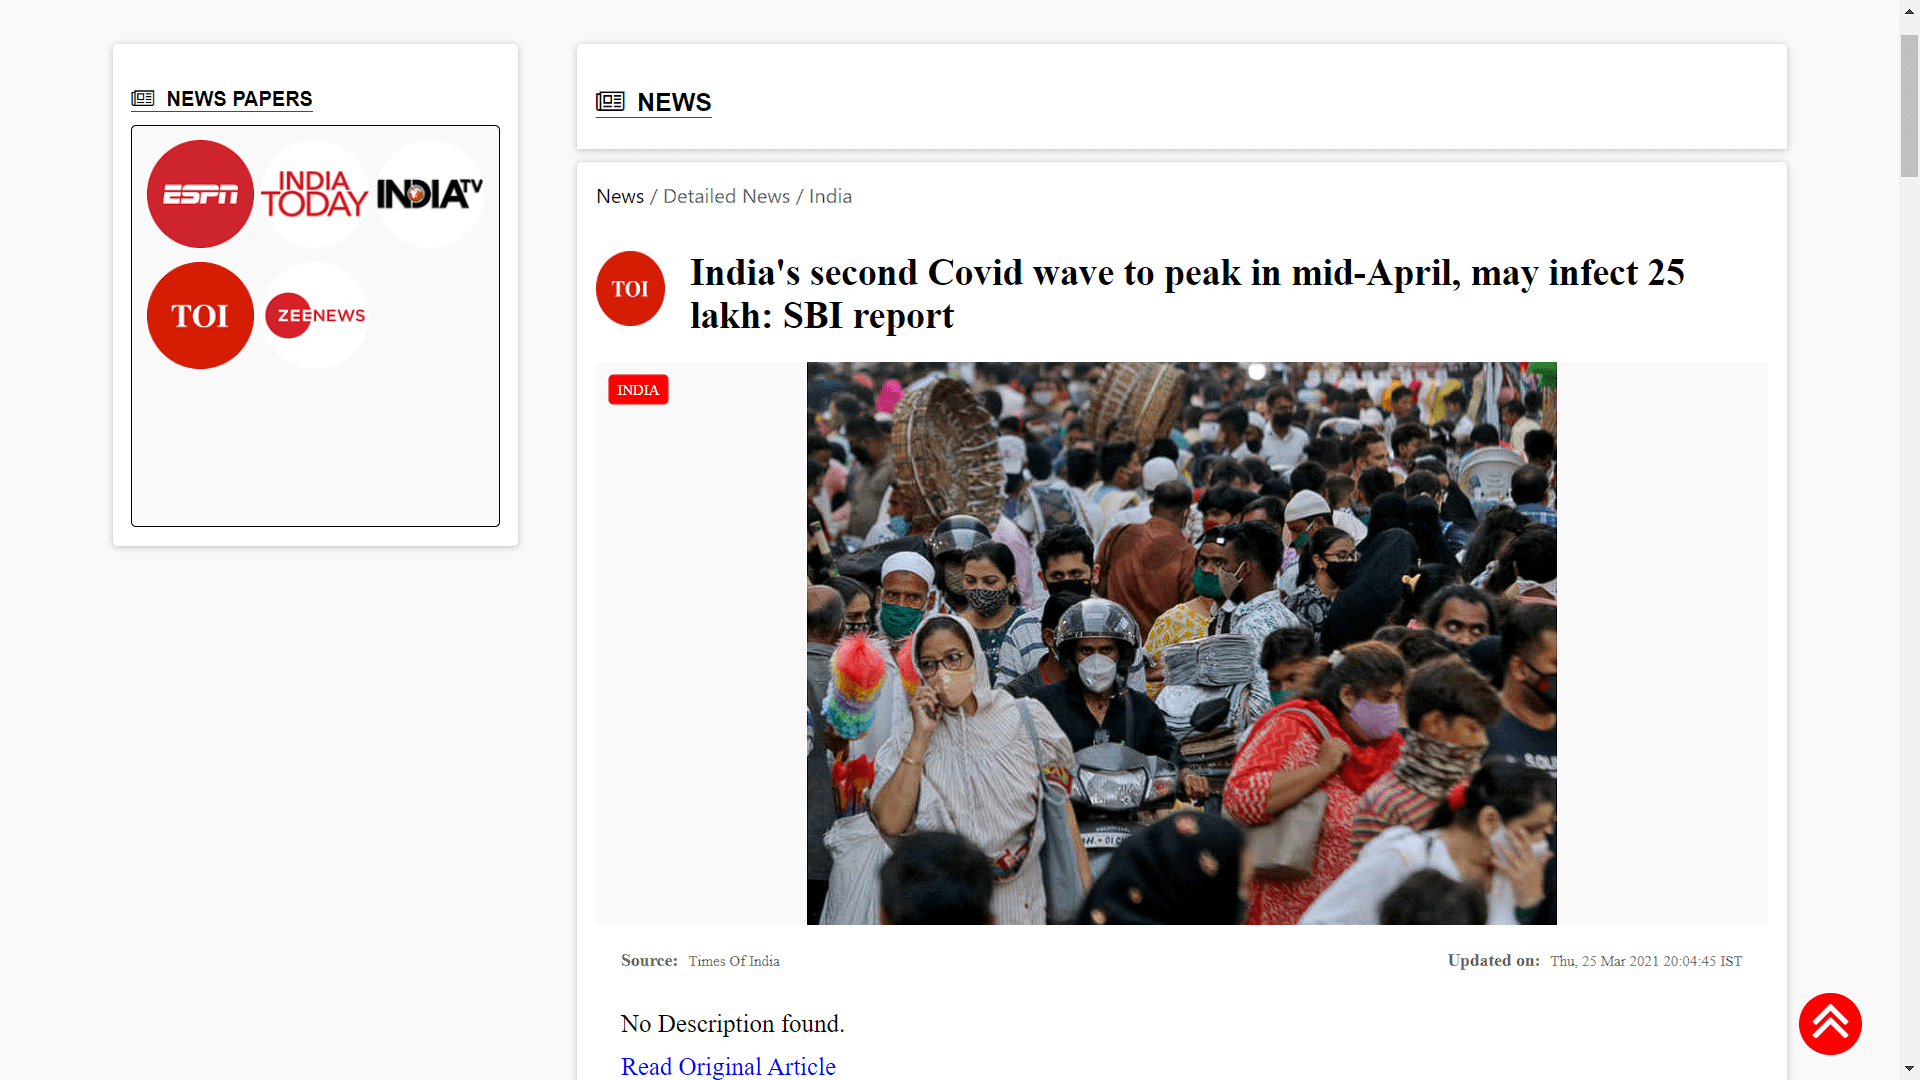 NEWS PAPERS
ESPN
INDIA
TODAY
INDIA TV
TOI
ZEE NEWS
NEWS
News / Detailed News / India
TOI
India's second Covid wave to peak in mid-April, may infect 25
lakh: SBI report
INDIA
Source: Times Of India
Updated on: Thu, 25 Mar 2021 20:04:45 IST
No Description found.
Read Original Article